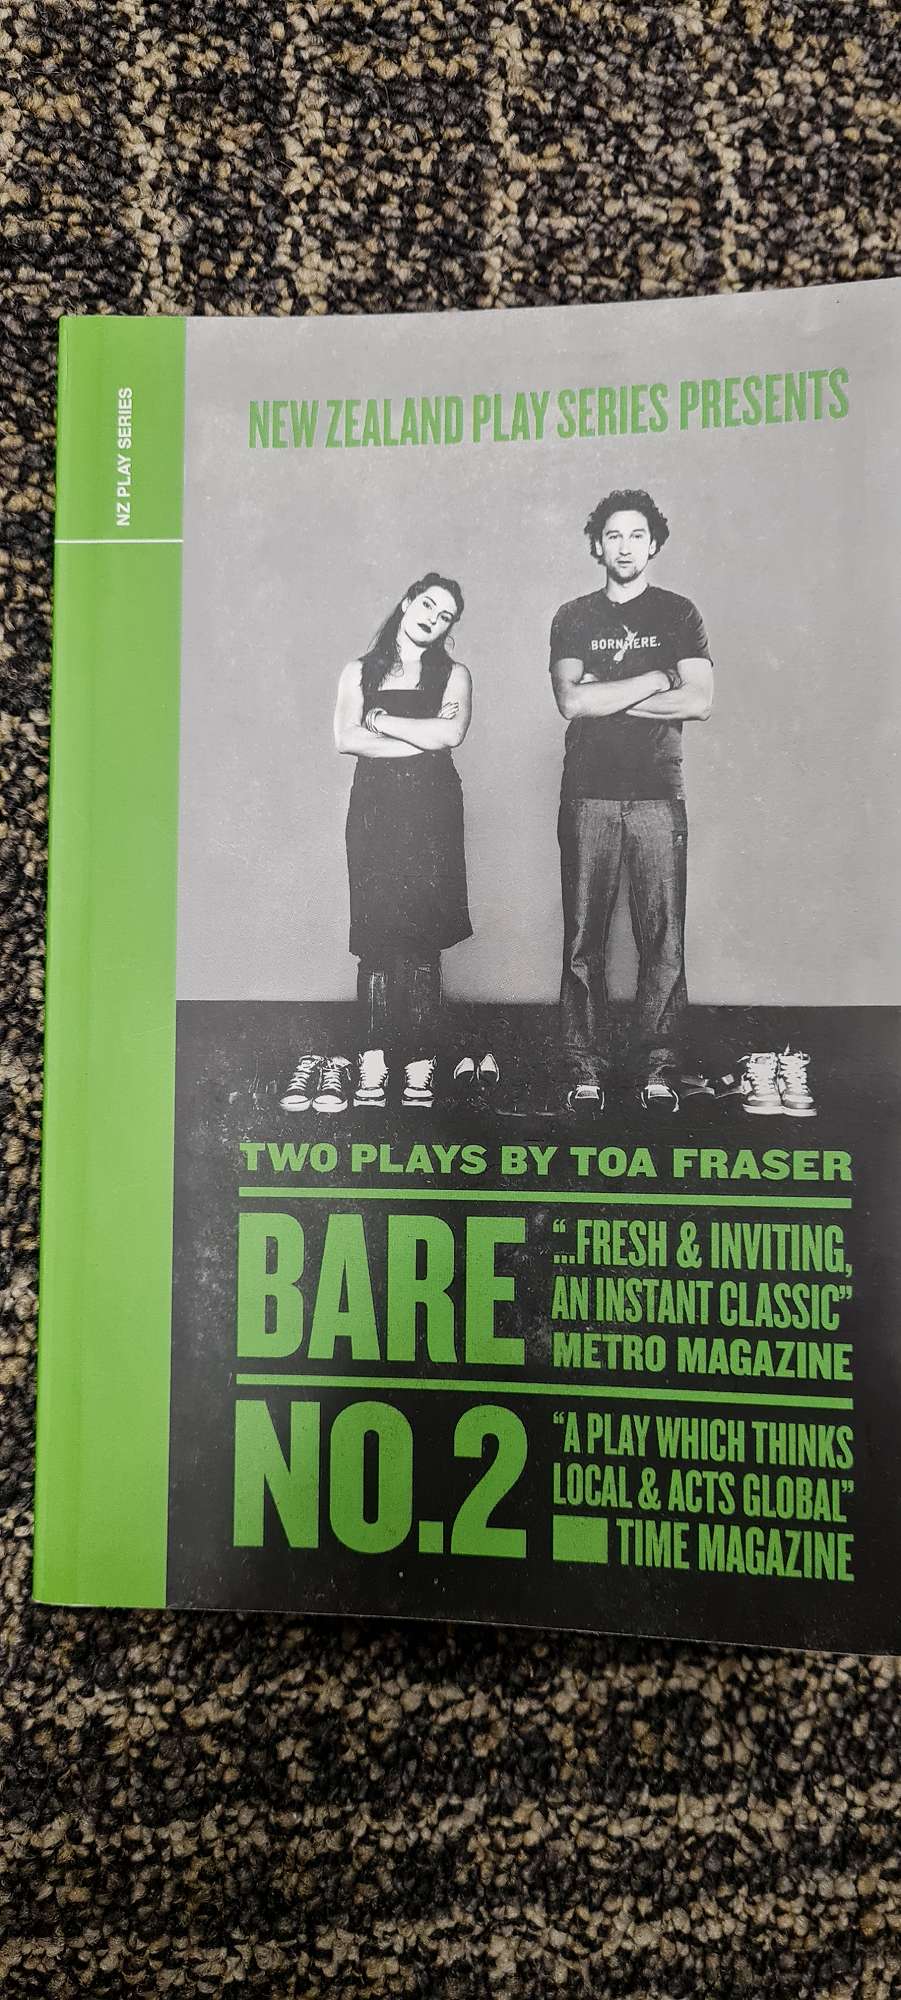 NZ PLAY SERIES
NEW ZEALAND PLAY SERIES PRESENTS
BORN HERE.
TWO PLAYS BY TOA FRASER
BARE
"...FRESH & INVITING,
AN INSTANT CLASSIC"
METRO MAGAZINE
NO.2
"A PLAY WHICH THINKS
LOCAL & ACTS GLOBAL"
TIME MAGAZINE